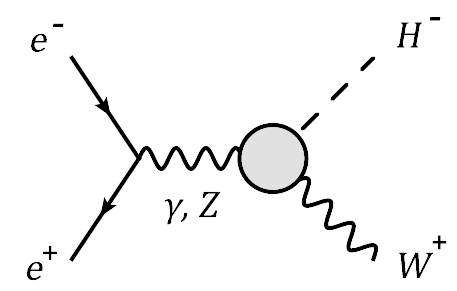 e⁻ H⁻
γ, Z
e⁺ W⁺